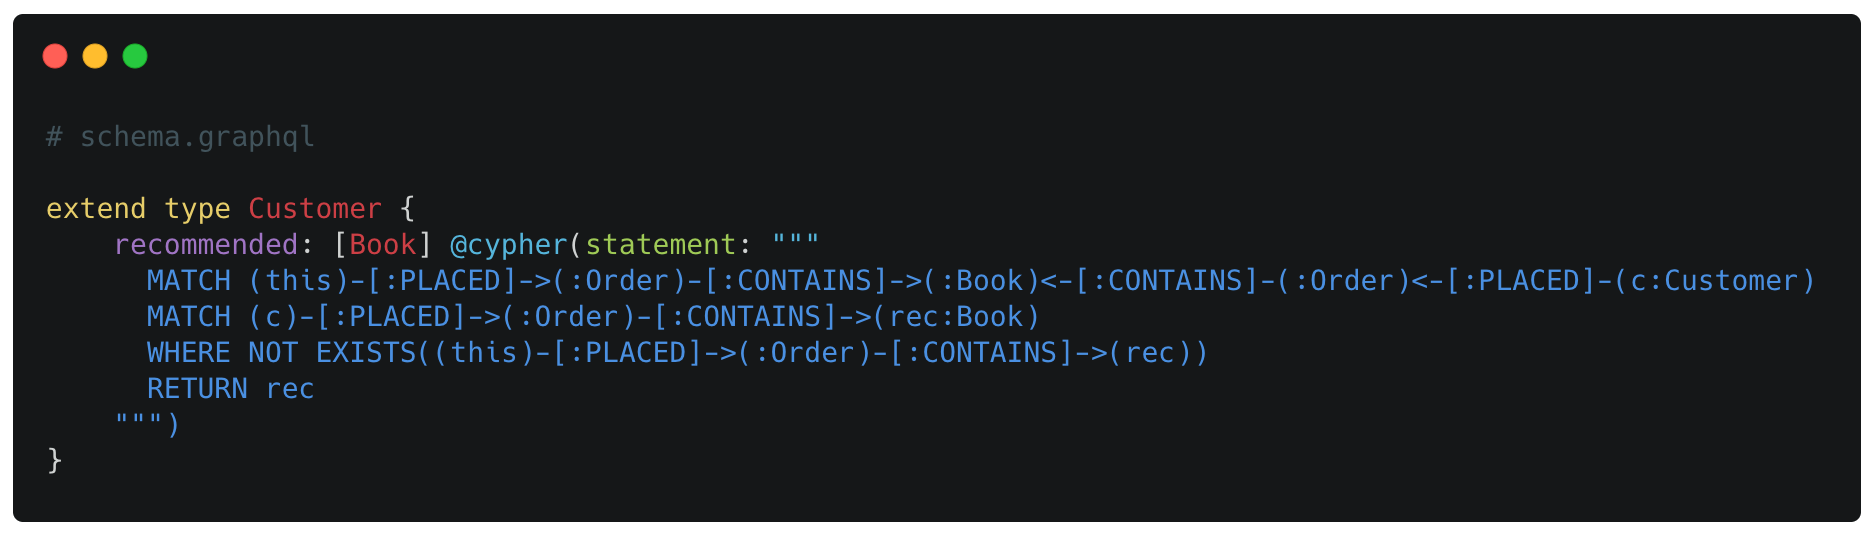 # schema.graphql
extend type Customer {
    recommended: [Book] @cypher(statement: """
      MATCH (this)-[:PLACED]->(:Order)-[:CONTAINS]->(:Book)<-[:CONTAINS]-(:Order)<-[:PLACED]-(c:Customer)
      MATCH (c)-[:PLACED]->(:Order)-[:CONTAINS]->(rec:Book)
      WHERE NOT EXISTS((this)-[:PLACED]->(:Order)-[:CONTAINS]->(rec))
      RETURN rec
    """)
}